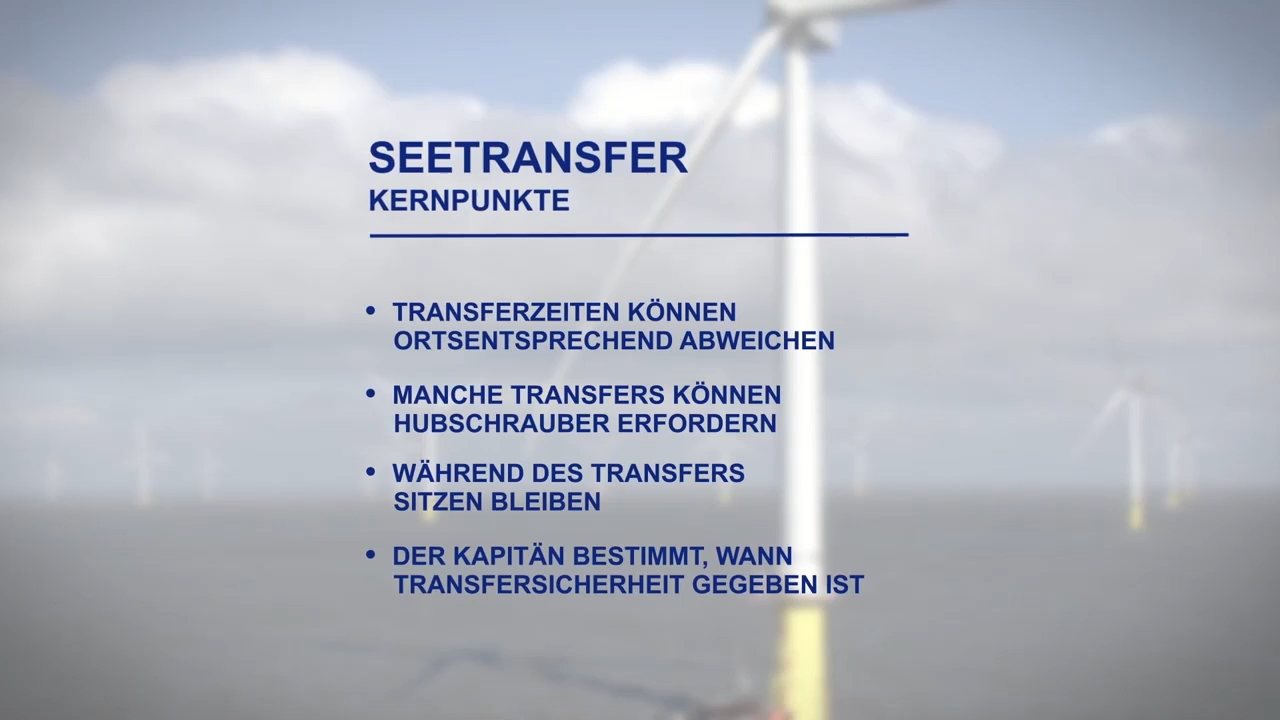 SEETRANSFER
KERNPUNKTE
• TRANSFERZEITEN KÖNNEN
ORTSENTSPRECHEND ABWEICHEN
• MANCHE TRANSFERS KÖNNEN
HUBSCHRAUBER ERFORDERN
• WÄHREND DES TRANSFERS
SITZEN BLEIBEN
• DER KAPITÄN BESTIMMT, WANN
TRANSFERSICHERHEIT GEGEBEN IST